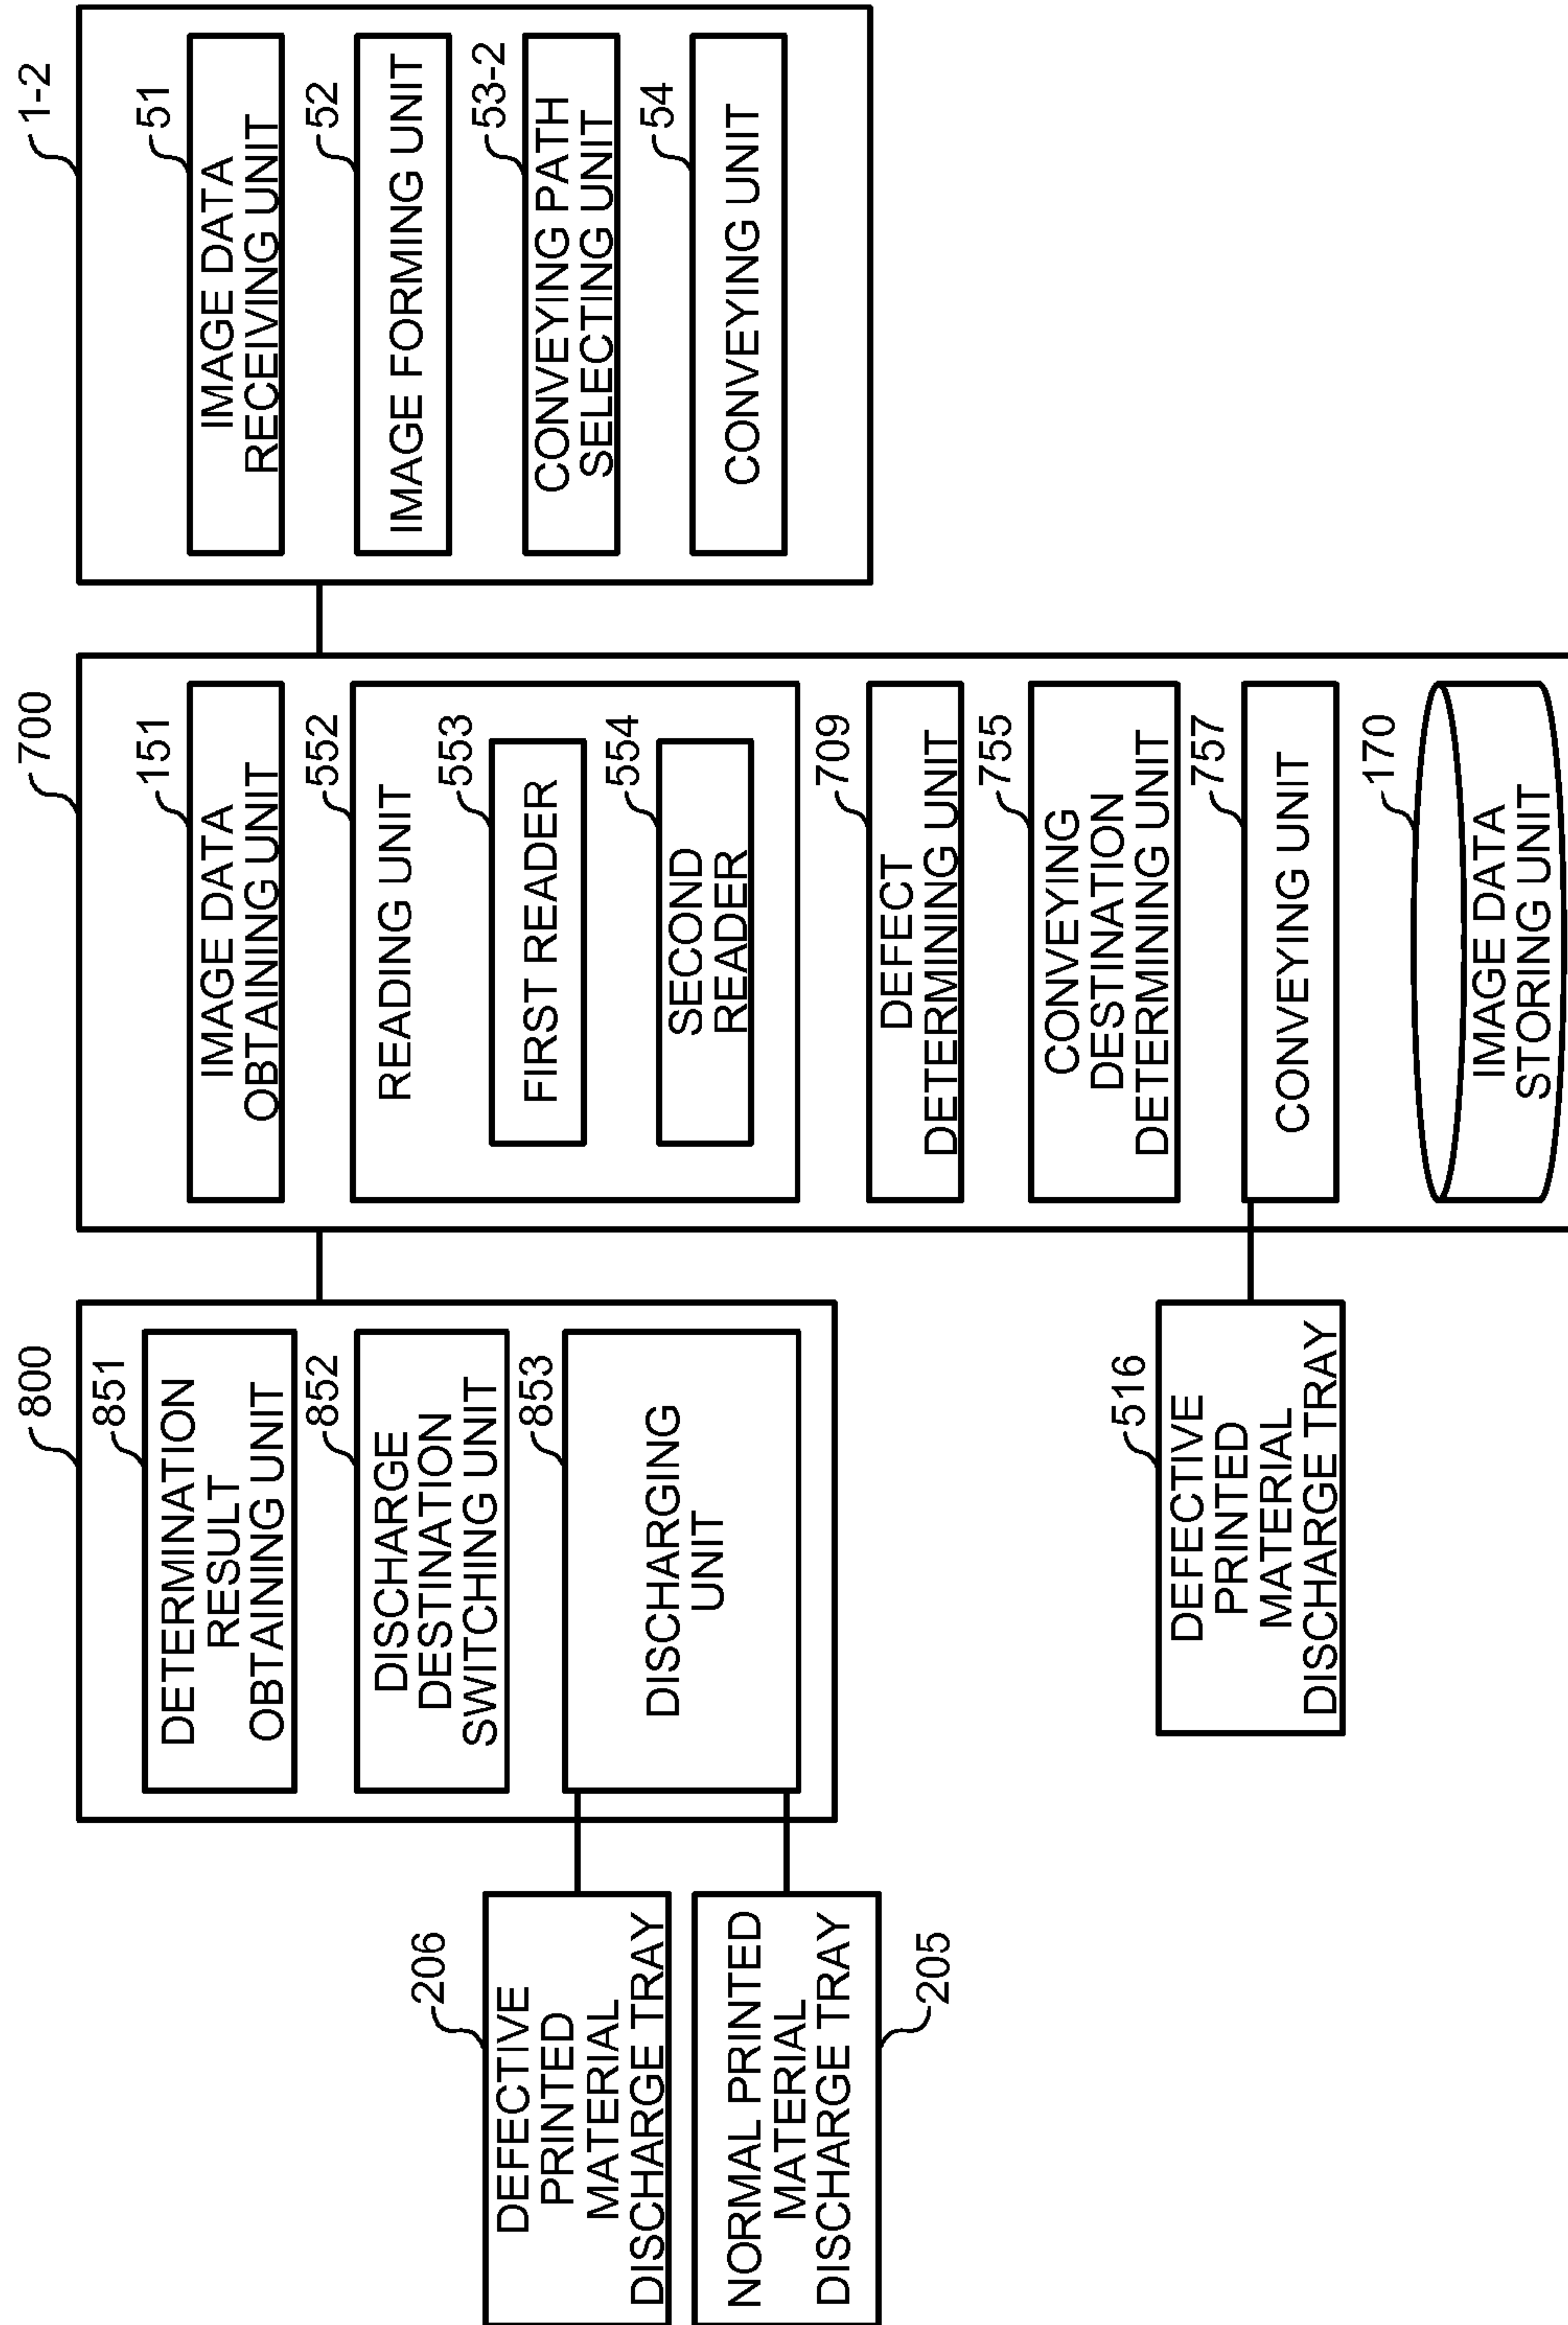 800
851
DETERMINATION
RESULT
OBTAINING UNIT
852
DISCHARGE
DESTINATION
SWITCHING UNIT
853
DISCHARGING
UNIT
206
DEFECTIVE
PRINTED
MATERIAL
DISCHARGE TRAY
NORMAL PRINTED
MATERIAL
DISCHARGE TRAY
205
700
151
IMAGE DATA
OBTAINING UNIT
552
READING UNIT
553
FIRST READER
554
SECOND
READER
709
DEFECT
DETERMINING UNIT
755
CONVEYING
DESTINATION
DETERMINING UNIT
757
CONVEYING UNIT
170
IMAGE DATA
STORING UNIT
516
DEFECTIVE
PRINTED
MATERIAL
DISCHARGE TRAY
1-2
51
IMAGE DATA
RECEIVING UNIT
52
IMAGE FORMING UNIT
53-2
CONVEYING PATH
SELECTING UNIT
54
CONVEYING UNIT